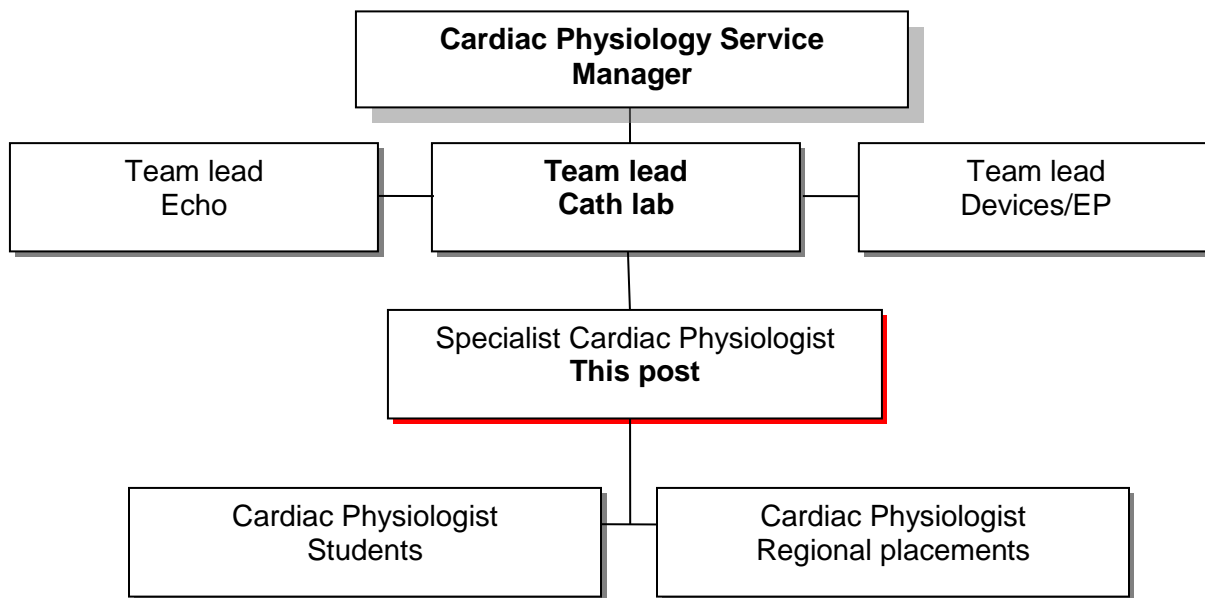 Cardiac Physiology Service
Manager
Team lead
Echo
Team lead
Cath lab
Team lead
Devices/EP
Specialist Cardiac Physiologist
This post
Cardiac Physiologist
Students
Cardiac Physiologist
Regional placements